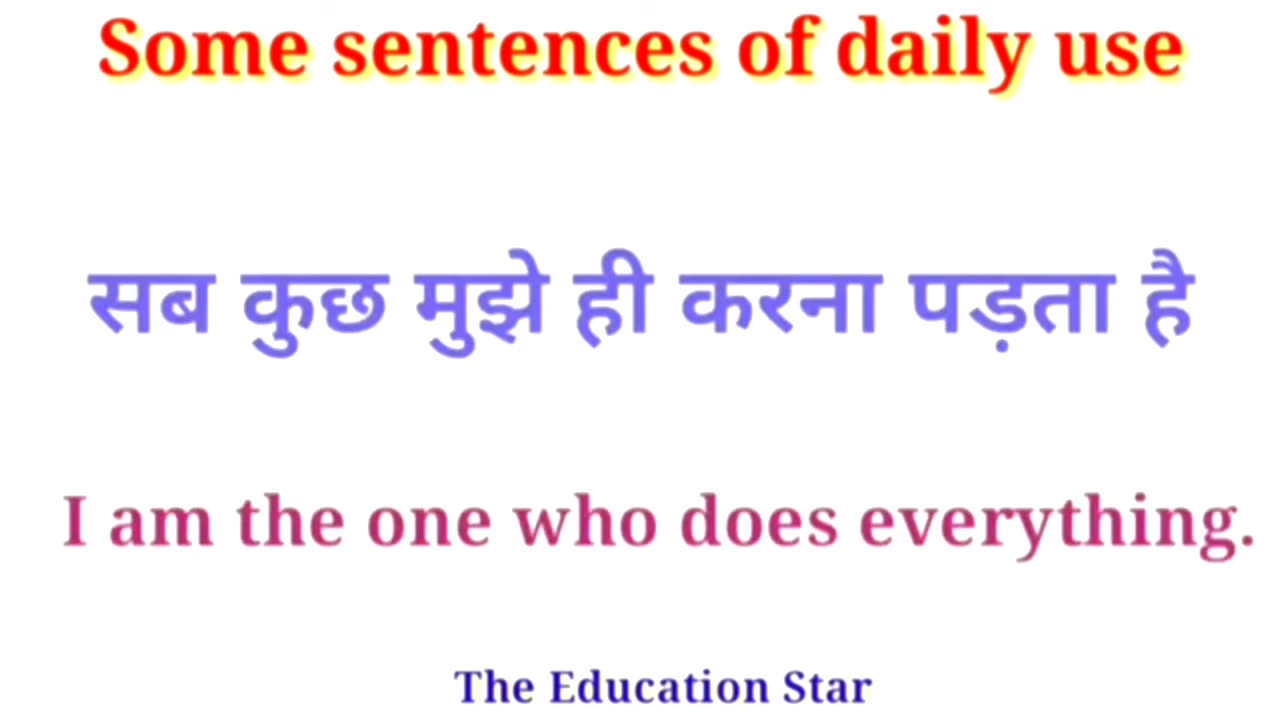 Some sentences of daily use
सब कुछ मुझे ही करना पड़ता है
I am the one who does everything.
The Education Star